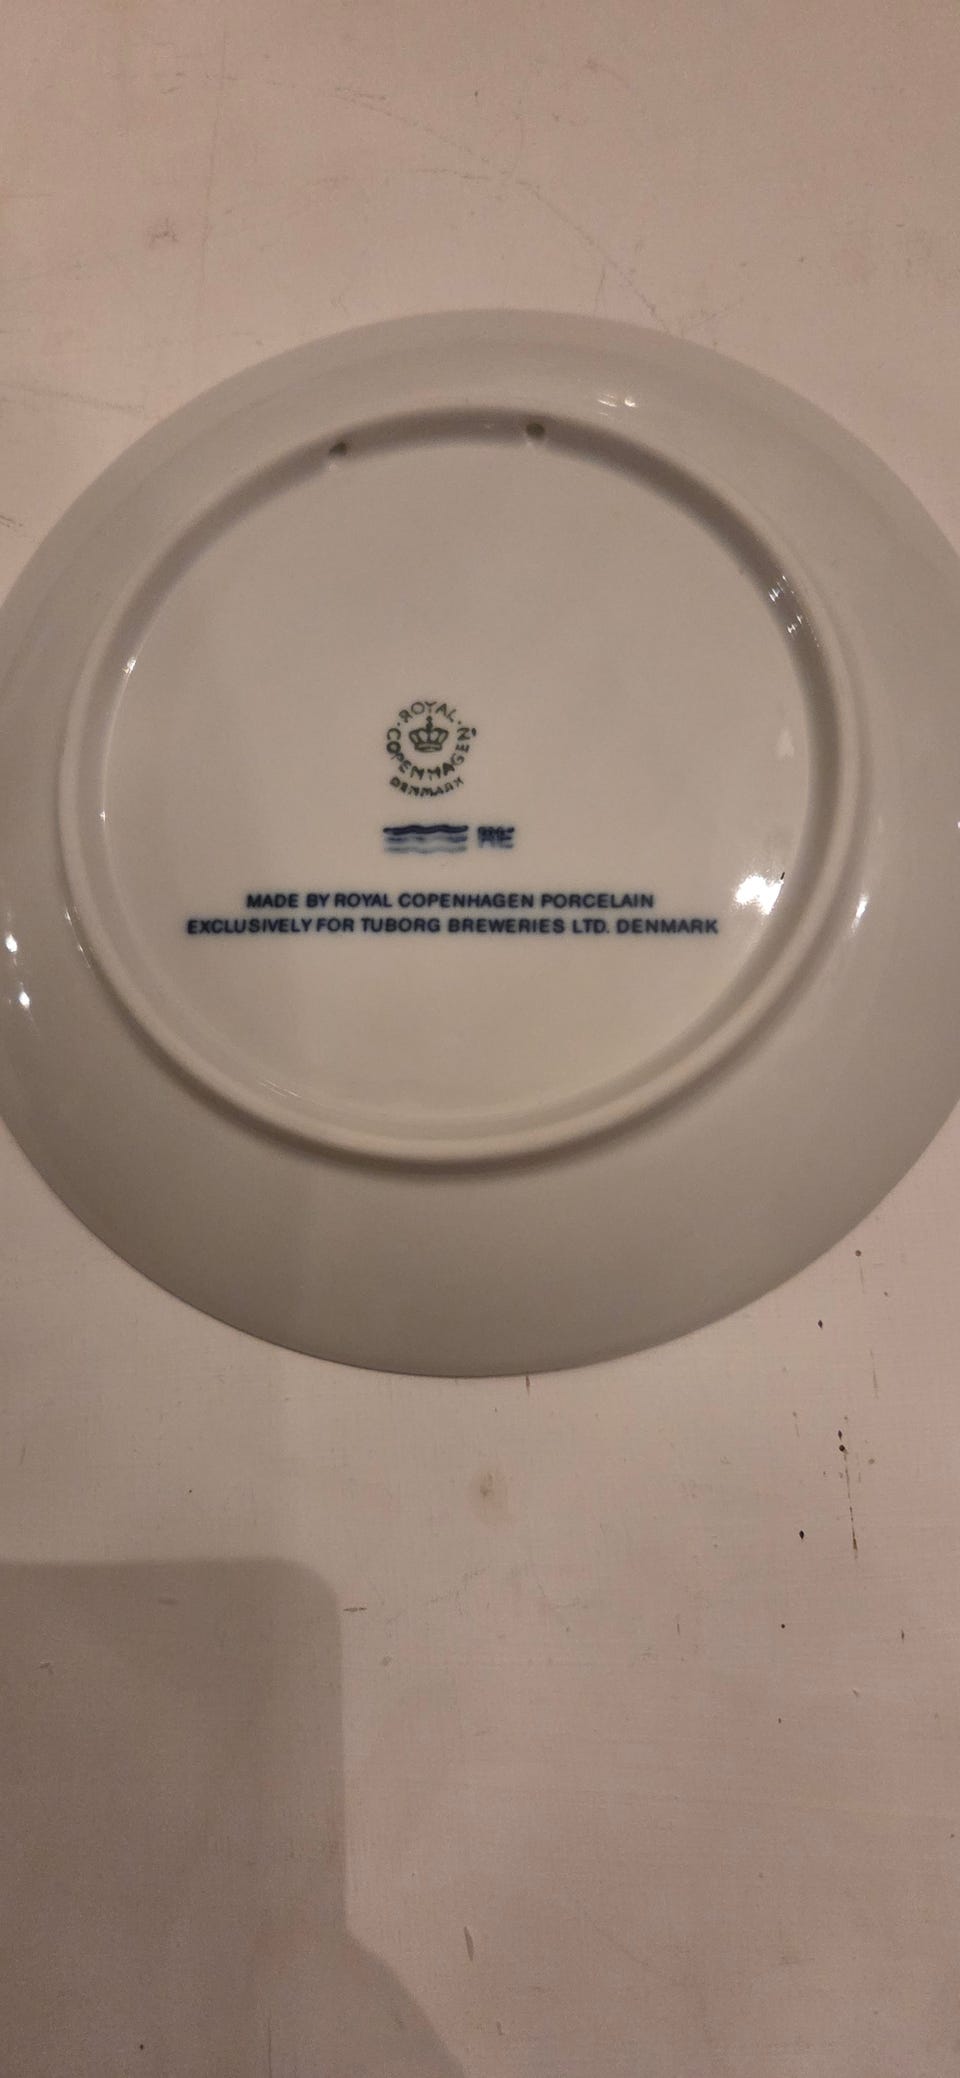 ROYAL
COPENHAGEN
DENMARK
MADE BY ROYAL COPENHAGEN PORCELAIN
EXCLUSIVELY FOR TUBORG BREWERIES LTD. DENMARK